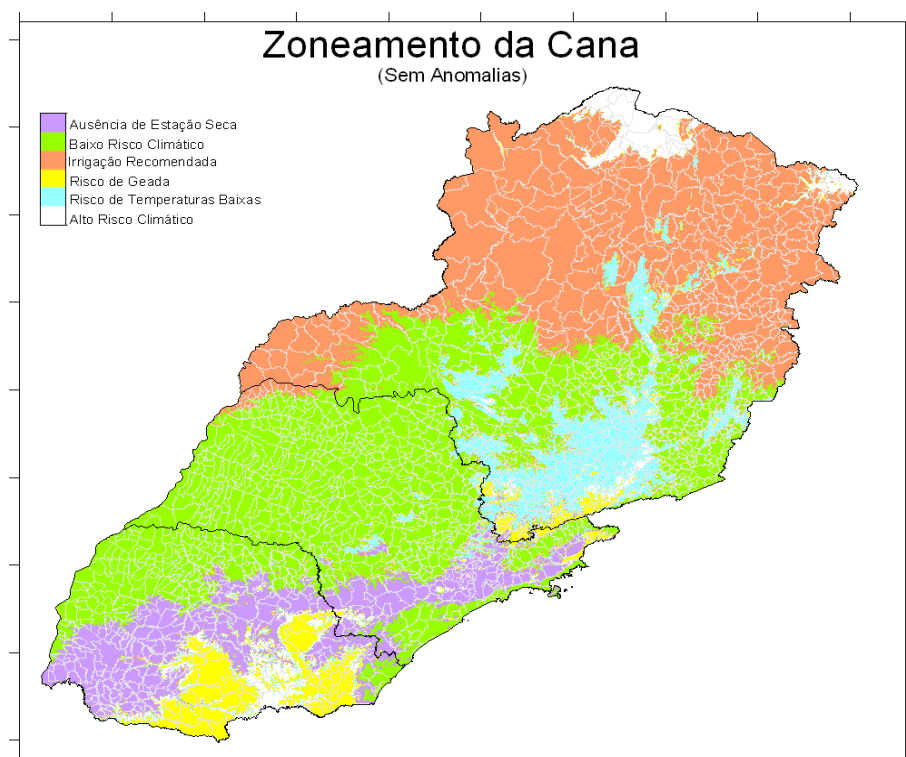 Zoneamento da Cana
(Sem Anomalias)
Ausência de Estação Seca
Baixo Risco Climático
Irrigação Recomendada
Risco de Geada
Risco de Temperaturas Baixas
Alto Risco Climático